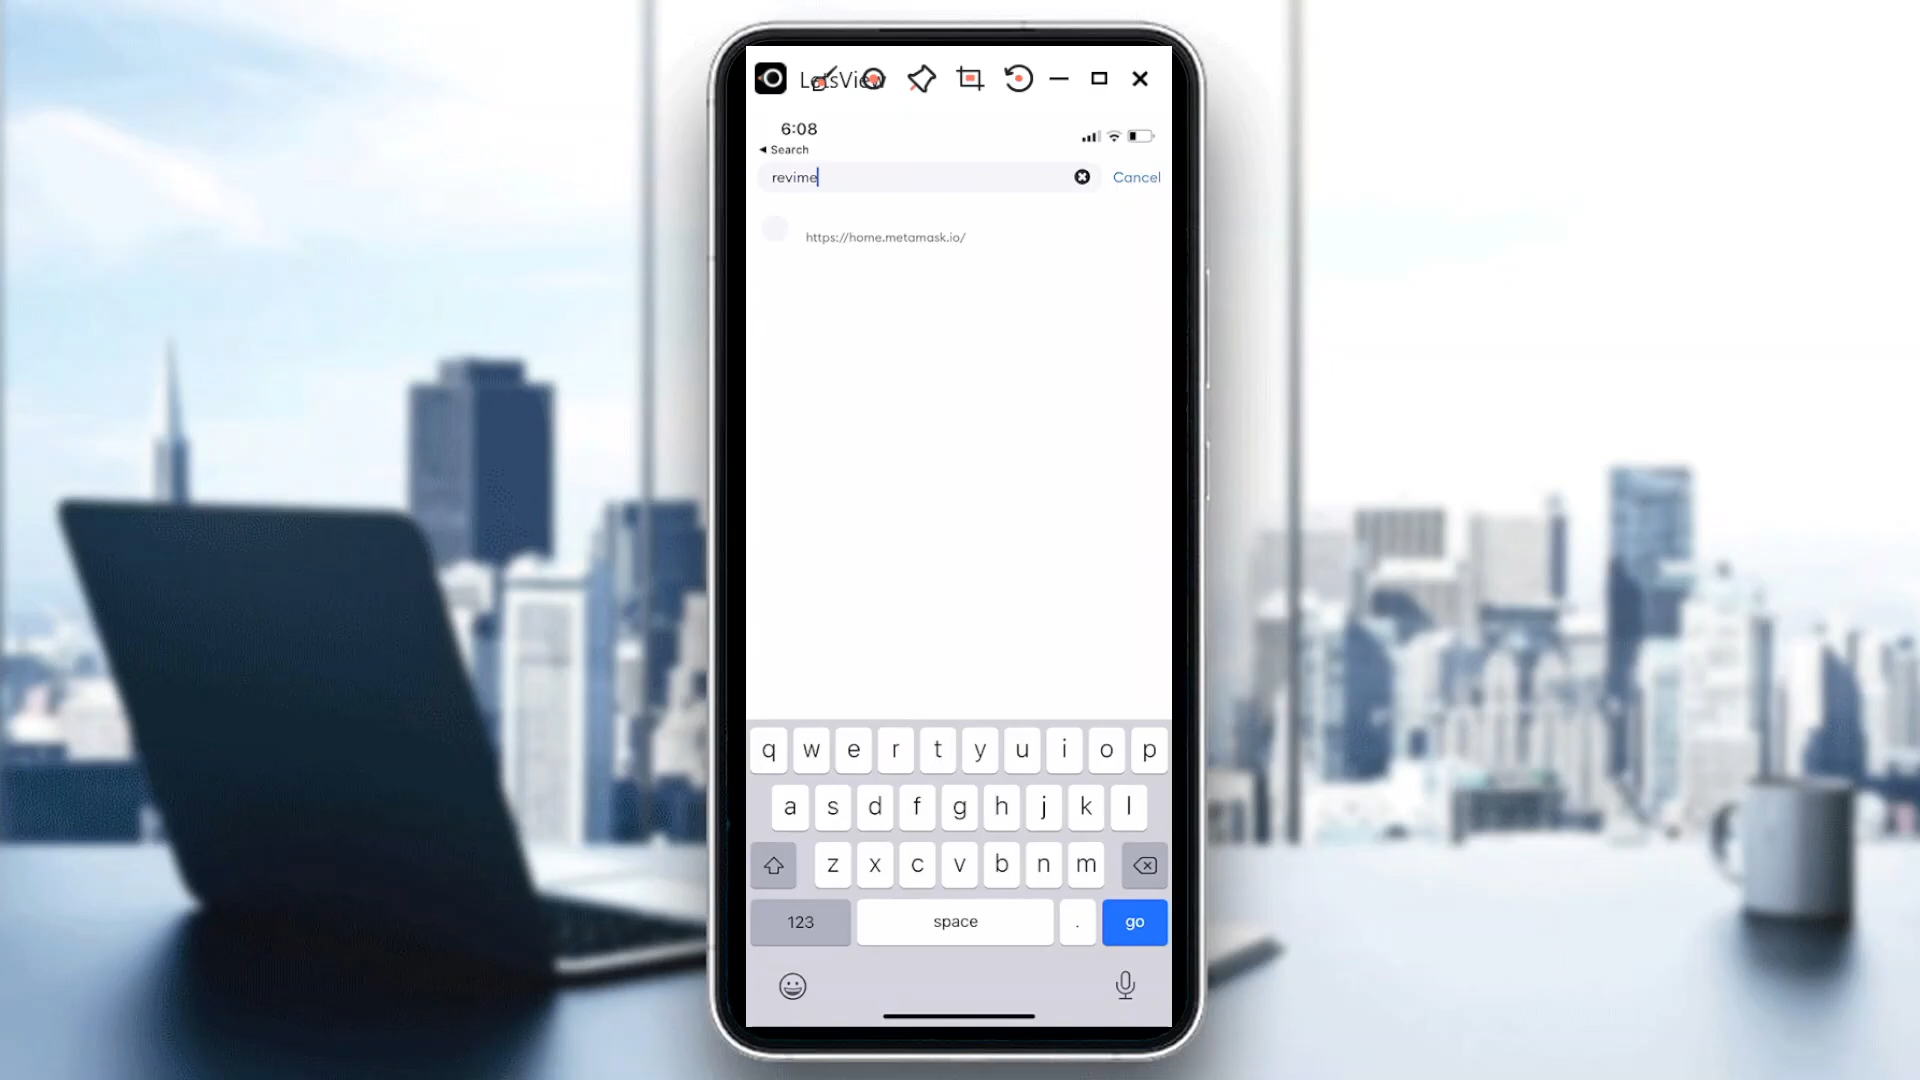 LetsView
6:08
Search
revime
Cancel
https://home.metamask.io/
q w e r t y u i o p
a s d f g h j k l
z x c v b n m
123 space . go